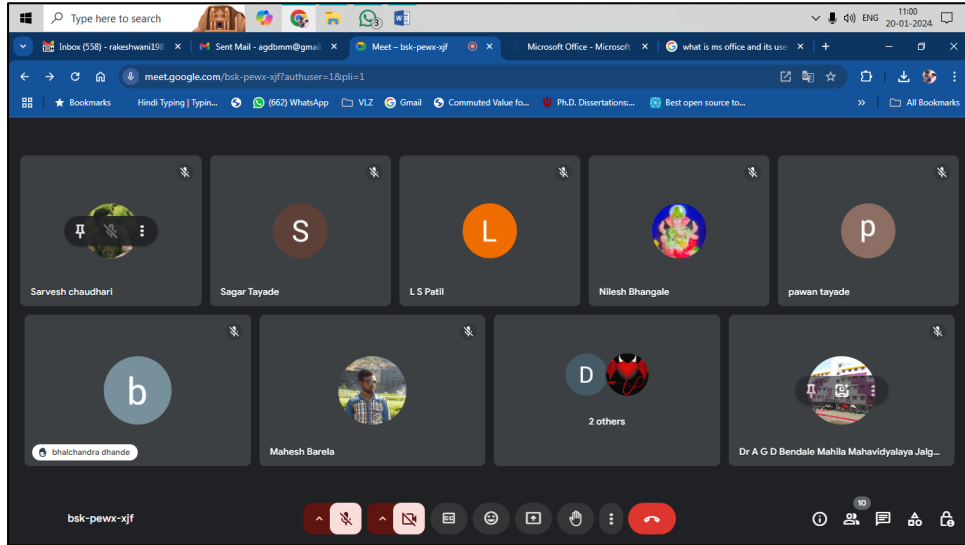 Type here to search
3
ENG
11:00
20-01-2024
Inbox (558) - rakeshwani198
Sent Mail - agdbmm@gmai
Meet – bsk-pewx-xjf
Microsoft Office - Microsoft
what is ms office and its use
meet.google.com/bsk-pewx-xjf?authuser=1&pli=1
Bookmarks
Hindi Typing | Typin...
(662) WhatsApp
VLZ
Gmail
Commuted Value fo...
Ph.D. Dissertations:...
Best open source to...
»
All Bookmarks
Sarvesh chaudhari
S
Sagar Tayade
L
L S Patil
Nilesh Bhangale
p
pawan tayade
b
bhalchandra dhande
Mahesh Barela
D
2 others
Dr A G D Bendale Mahila Mahavidyalaya Jalg...
bsk-pewx-xjf
CC
10